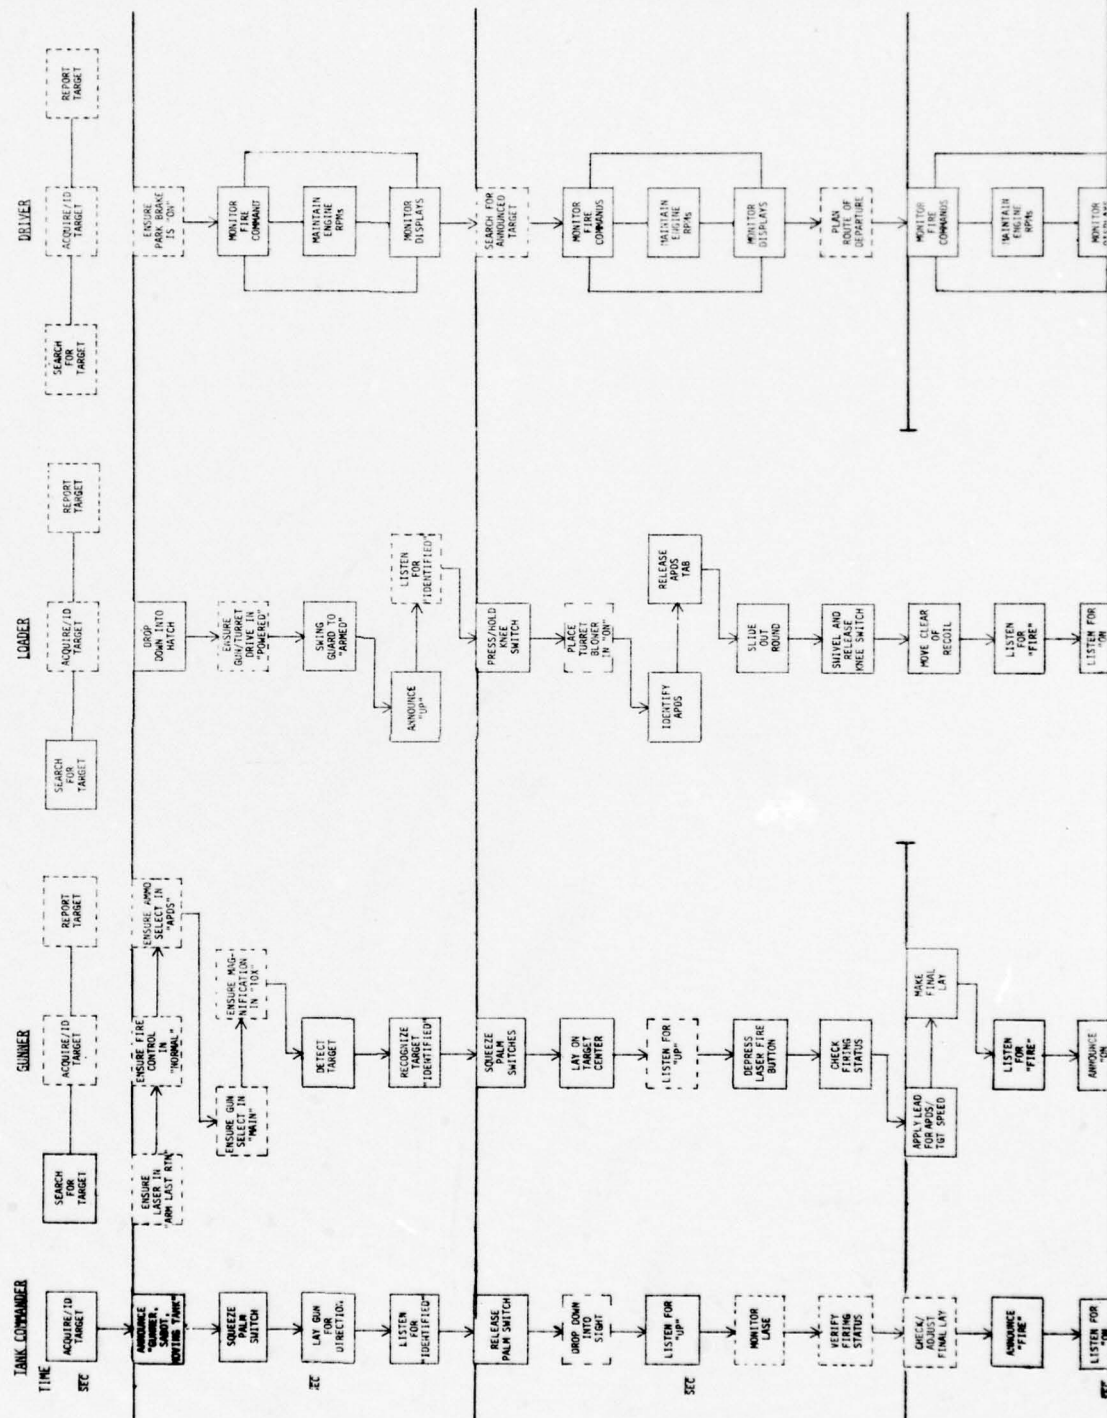 TANK COMMANDER
TIME
SEC
SEC
ACQUIRE/ID
TARGET
ANNOUNCE
"GUNNER,
SABOT,
MOVING TANK"
SQUEEZE
PALM
SWITCH
LAY GUN
FOR
DIRECTION
LISTEN
FOR
"IDENTIFIED"
RELEASE
PALM SWITCH
DROP DOWN
INTO
SIGHT
LISTEN FOR
"UP"
MONITOR
LASE
VERIFY
FIRING
STATUS
CHECK/
ADJUST
FINAL LAY
ANNOUNCE
"FIRE"
LISTEN FOR
GUNNER
SEARCH
FOR
TARGET
ACQUIRE/ID
TARGET
REPORT
TARGET
ENSURE
LASER IN
"ARM LAST RTN"
ENSURE FIRE
CONTROL
IN
"NORMAL"
ENSURE AMMO
SELECT IN
"APDS"
ENSURE GUN
SELECT IN
"MAIN"
ENSURE MAG-
NIFICATION
IN "10X"
DETECT
TARGET
RECOGNIZE
TARGET
"IDENTIFIED"
SQUEEZE
PALM
SWITCHES
LAY ON
TARGET
CENTER
LISTEN FOR
"UP"
DEPRESS
LASER FIRE
BUTTON
CHECK
FIRING
STATUS
APPLY LEAD
FOR APDS/
TGT SPEED
MAKE
FINAL
LAY
LISTEN
FOR
"FIRE"
ANNOUNCE
LOADER
SEARCH
FOR
TARGET
ACQUIRE/ID
TARGET
REPORT
TARGET
DROP
DOWN INTO
HATCH
ENSURE
GUN/TURRET
DRIVE IN
"POWERED"
SWING
GUARD TO
"ARMED"
ANNOUNCE
"UP"
LISTEN
FOR
"IDENTIFIED"
PRESS/HOLD
KNEE
SWITCH
PLACE
TURRET
BLOWER
IN "ON"
IDENTIFY
APDS
RELEASE
APDS
TAB
SLIDE
OUT
ROUND
SWIVEL AND
RELEASE
KNEE SWITCH
MOVE CLEAR
OF
RECOIL
LISTEN
FOR
"FIRE"
LISTEN FOR
DRIVER
SEARCH
FOR
TARGET
ACQUIRE/ID
TARGET
REPORT
TARGET
ENSURE
PARK BRAKE
IS "ON"
MONITOR
FIRE
COMMAND
MAINTAIN
ENGINE
RPMs
MONITOR
DISPLAYS
SEARCH FOR
ANNOUNCED
TARGET
MONITOR
FIRE
COMMANDS
MAINTAIN
ENGINE
RPMs
MONITOR
DISPLAYS
PLAN
ROUTE OF
DEPARTURE
MONITOR
FIRE
COMMANDS
MAINTAIN
ENGINE
RPMs
MONITOR